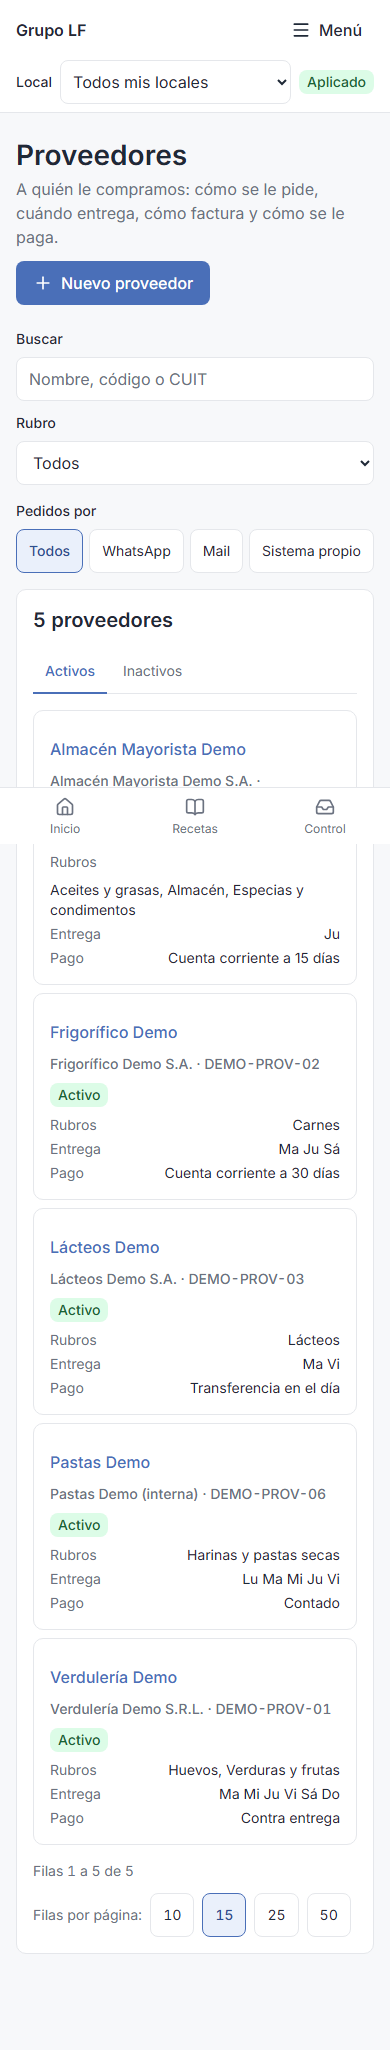 Grupo LF
Menú
Local
Todos mis locales
Aplicado
Proveedores
A quién le compramos: cómo se le pide,
cuándo entrega, cómo factura y cómo se le
paga.
Nuevo proveedor
Buscar
Nombre, código o CUIT
Rubro
Todos
Pedidos por
Todos
WhatsApp
Mail
Sistema propio
5 proveedores
Activos
Inactivos
Almacén Mayorista Demo
Almacén Mayorista Demo S.A. ·
Inicio
Recetas
Control
Rubros
Aceites y grasas, Almacén, Especias y
condimentos
Entrega Ju
Pago Cuenta corriente a 15 días
Frigorífico Demo
Frigorífico Demo S.A. · DEMO-PROV-02
Activo
Rubros Carnes
Entrega Ma Ju Sá
Pago Cuenta corriente a 30 días
Lácteos Demo
Lácteos Demo S.A. · DEMO-PROV-03
Activo
Rubros Lácteos
Entrega Ma Vi
Pago Transferencia en el día
Pastas Demo
Pastas Demo (interna) · DEMO-PROV-06
Activo
Rubros Harinas y pastas secas
Entrega Lu Ma Mi Ju Vi
Pago Contado
Verdulería Demo
Verdulería Demo S.R.L. · DEMO-PROV-01
Activo
Rubros Huevos, Verduras y frutas
Entrega Ma Mi Ju Vi Sá Do
Pago Contra entrega
Filas 1 a 5 de 5
Filas por página: 10 15 25 50